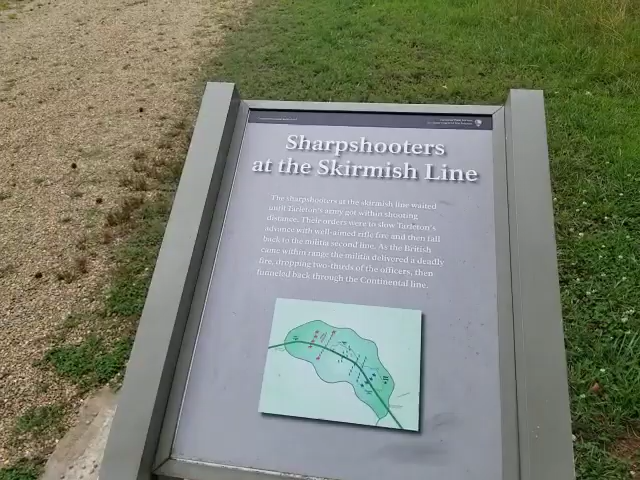 Sharpshooters
at the Skirmish Line
The sharpshooters at the skirmish line waited
until Tarleton's army got within shooting
distance. Their orders were to slow Tarleton's
advance with well-aimed rifle fire and then fall
back to the militia second line. As the British
came within range the militia delivered a deadly
fire, dropping two-thirds of the officers, then
funneled back through the Continental line.